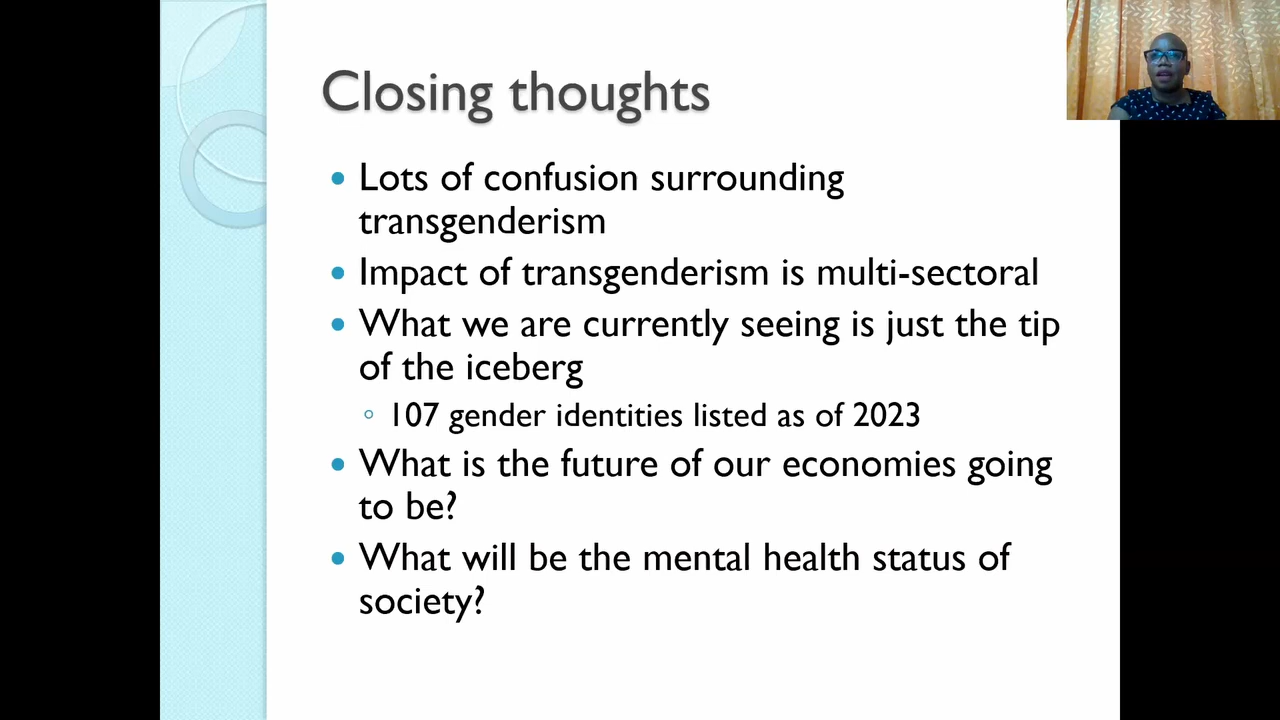 Closing thoughts
• Lots of confusion surrounding
transgenderism
• Impact of transgenderism is multi-sectoral
• What we are currently seeing is just the tip
of the iceberg
◦ 107 gender identities listed as of 2023
• What is the future of our economies going
to be?
• What will be the mental health status of
society?